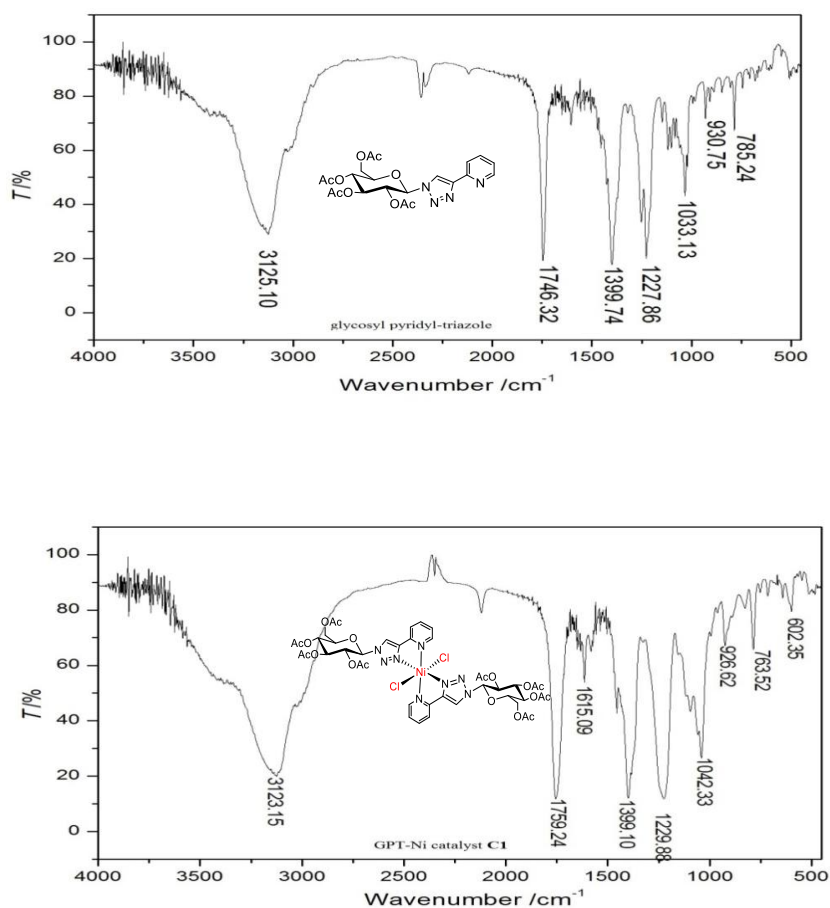 100
80
60
40
20
0
T/%
OAc
O
AcO
AcO
OAc
N
N
N
N
3125.10
1746.32
1399.74
1227.86
1033.13
930.75
785.24
glycosyl pyridyl-triazole
4000 3500 3000 2500 2000 1500 1000 500
Wavenumber /cm⁻¹
100
80
60
40
20
0
T/%
OAc
O
AcO
AcO
OAc
N
N
N
N
Cl
Ni
Cl
N
N
N
N
AcO
OAc
OAc
O
OAc
3123.15
1759.24
1615.09
1399.10
1229.88
1042.33
926.62
763.52
602.35
GPT-Ni catalyst C1
4000 3500 3000 2500 2000 1500 1000 500
Wavenumber /cm⁻¹